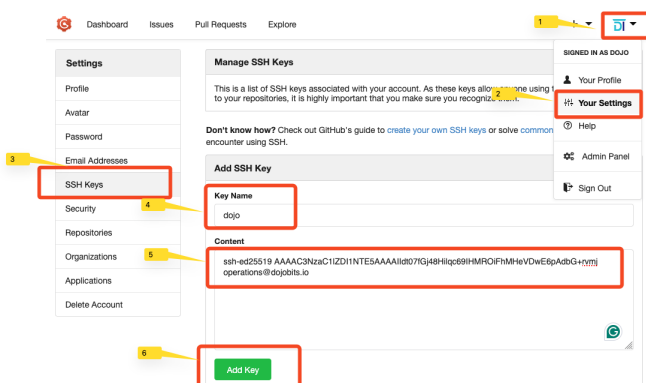 Dashboard Issues Pull Requests Explore
1
SIGNED IN AS DOJO
Your Profile
2
Your Settings
Help
Admin Panel
Sign Out
Settings
Profile
Avatar
Password
Email Addresses
3
SSH Keys
Security
Repositories
Organizations
Applications
Delete Account
Manage SSH Keys
This is a list of SSH keys associated with your account. As these keys allow anyone using t
to your repositories, it is highly important that you make sure you recognize them.
Don't know how? Check out GitHub's guide to create your own SSH keys or solve common
encounter using SSH.
Add SSH Key
Key Name
4
dojo
Content
5
ssh-ed25519 AAAAC3NzaC1lZDI1NTE5AAAAIIdt07fGj48Hilqc69IHMROiFhMHeVDwE6pAdbG+rvmj
operations@dojobits.io
6
Add Key